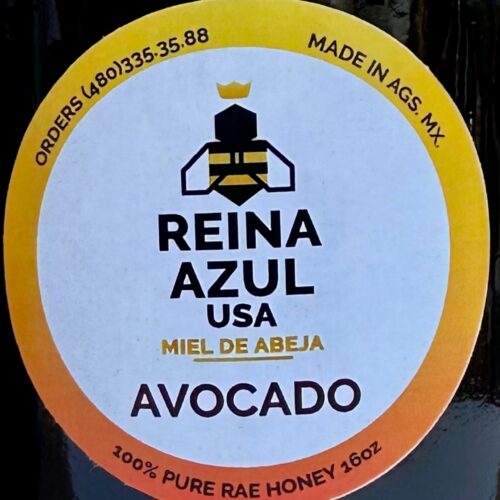 ORDERS (480)335.35.88
MADE IN AGS. MX.
REINA
AZUL
USA
MIEL DE ABEJA
AVOCADO
100% PURE RAE HONEY 16oz